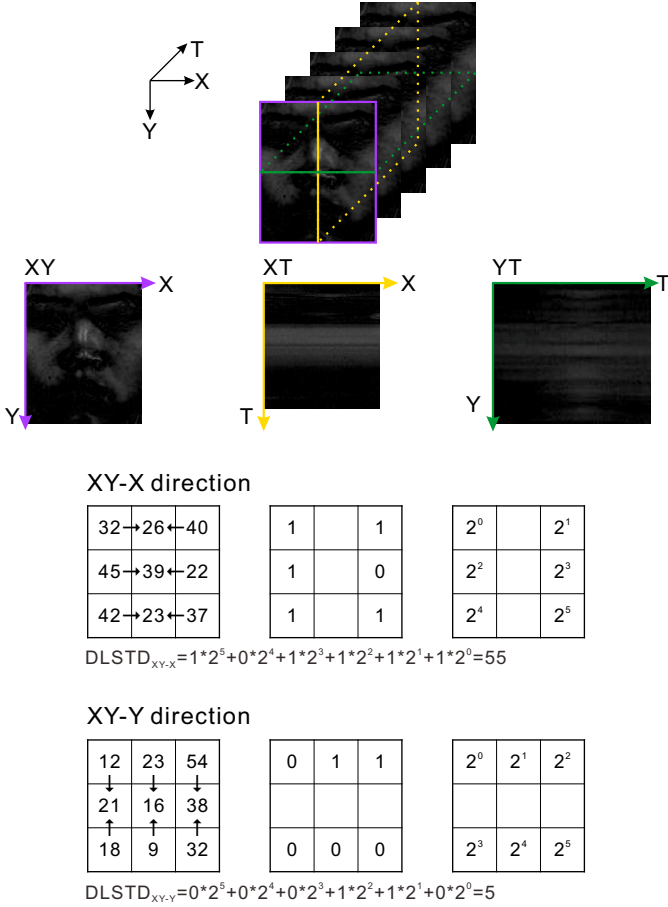 T
X
Y
XY
X
Y
XT
X
T
YT
T
Y
XY-X direction
32 26 40
45 39 22
42 23 37
1 1
1 0
1 1
2⁰ 2¹
2² 2³
2⁴ 2⁵
DLSTD_XY-X=1*2⁵+0*2⁴+1*2³+1*2²+1*2¹+1*2⁰=55
XY-Y direction
12 23 54
21 16 38
18 9 32
0 1 1
0 0 0
2⁰ 2¹ 2²
2³ 2⁴ 2⁵
DLSTD_XY-Y=0*2⁵+0*2⁴+0*2³+1*2²+1*2¹+0*2⁰=5